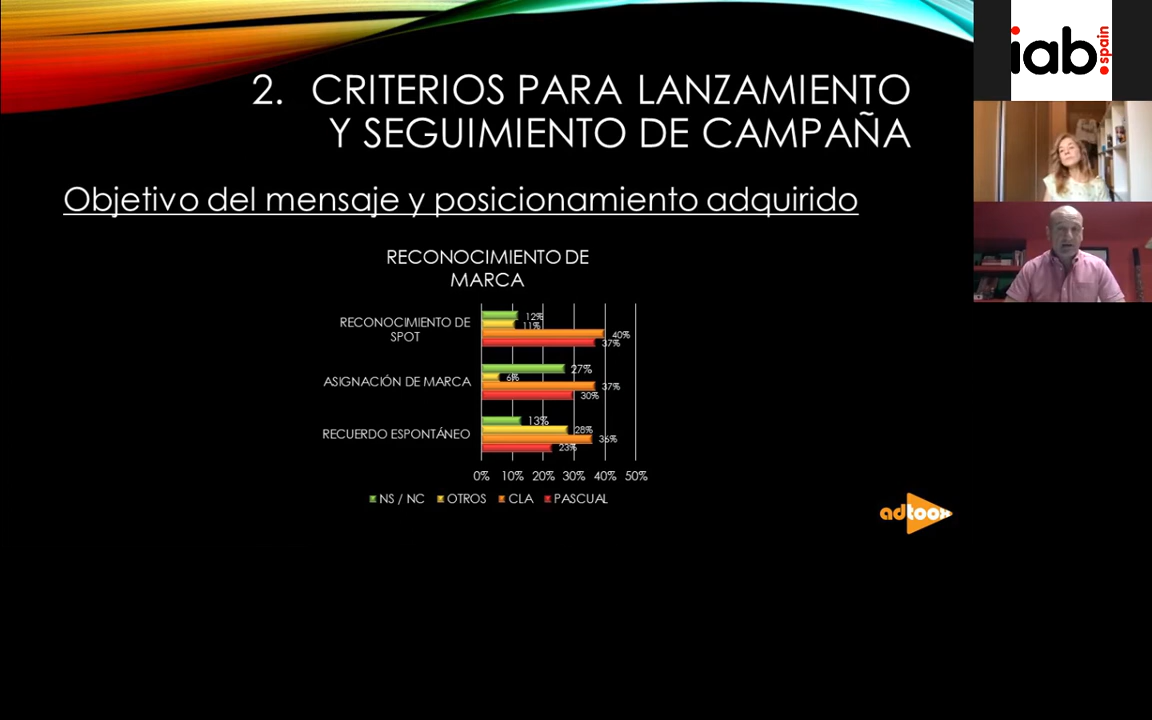 2. CRITERIOS PARA LANZAMIENTO
Y SEGUIMIENTO DE CAMPAÑA
Objetivo del mensaje y posicionamiento adquirido
RECONOCIMIENTO DE
MARCA
RECONOCIMIENTO DE
SPOT
12%
11%
40%
37%
ASIGNACIÓN DE MARCA
27%
6%
37%
30%
RECUERDO ESPONTÁNEO
13%
28%
36%
23%
0% 10% 20% 30% 40% 50%
NS / NC OTROS CLA PASCUAL
adtoox
iab
spain